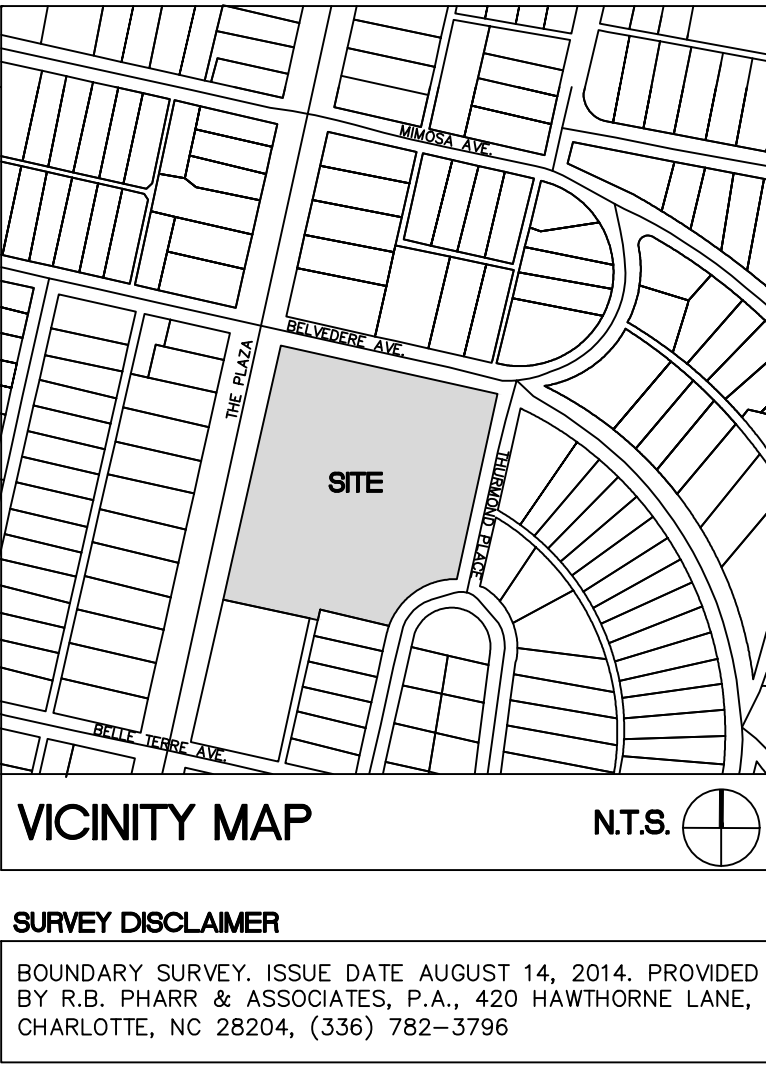 MIMOSA AVE.
BELVEDERE AVE.
THE PLAZA
SITE
THURMOND PLACE
BELLE TERRE AVE.
VICINITY MAP
N.T.S.
SURVEY DISCLAIMER
BOUNDARY SURVEY. ISSUE DATE AUGUST 14, 2014. PROVIDED
BY R.B. PHARR & ASSOCIATES, P.A., 420 HAWTHORNE LANE,
CHARLOTTE, NC 28204, (336) 782-3796